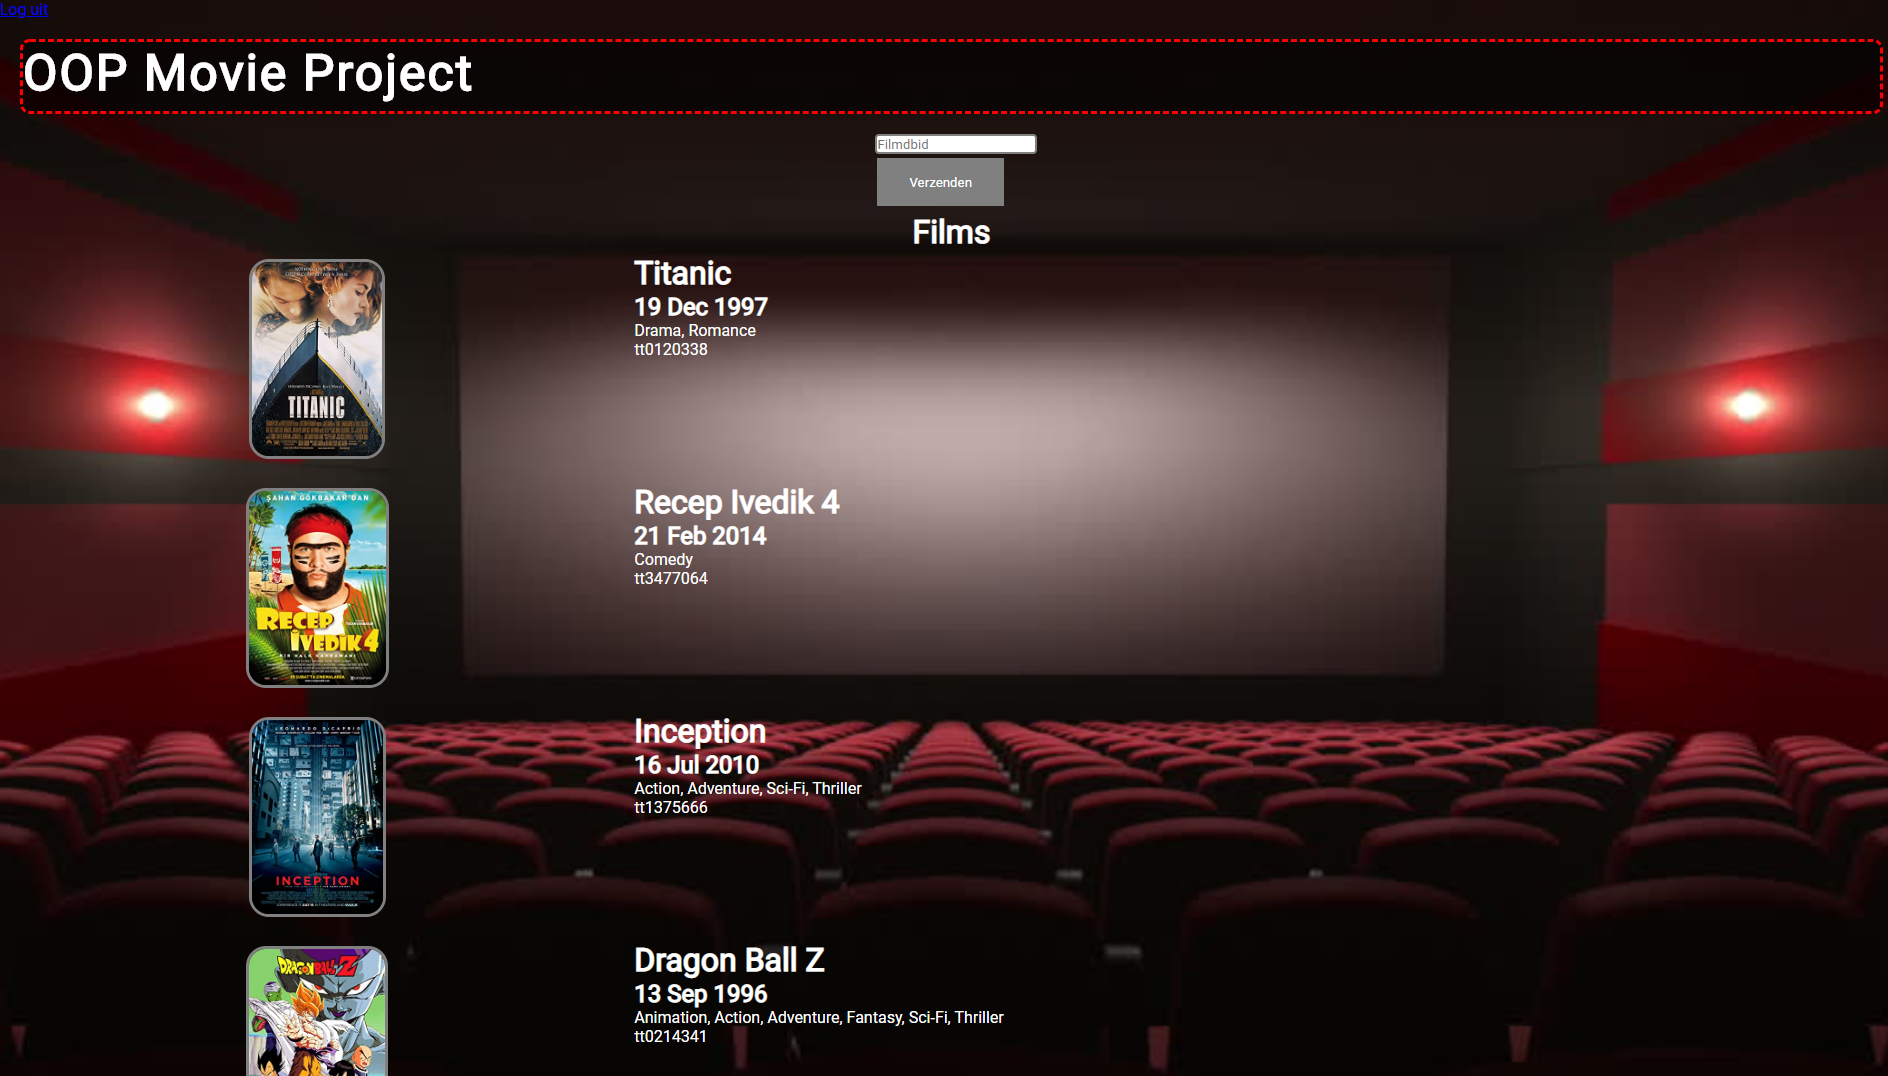 Log uit
OOP Movie Project
Filmdbid
Verzenden
Films
TITANIC
Titanic
19 Dec 1997
Drama, Romance
tt0120338
ŞAHAN GÖKBAKAR'DAN
RECEP
İVEDİK 4
BİR HALK KAHRAMANI
Recep Ivedik 4
21 Feb 2014
Comedy
tt3477064
LEONARDO DICAPRIO
INCEPTION
Inception
16 Jul 2010
Action, Adventure, Sci-Fi, Thriller
tt1375666
DRAGON BALL Z
Dragon Ball Z
13 Sep 1996
Animation, Action, Adventure, Fantasy, Sci-Fi, Thriller
tt0214341